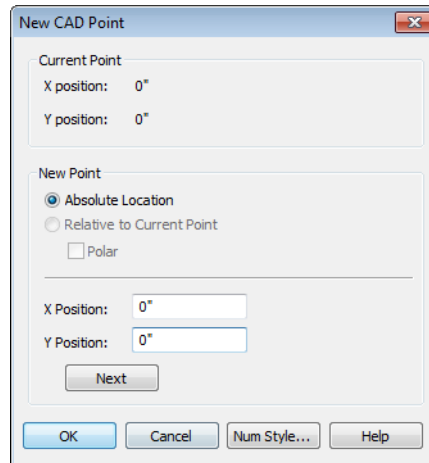 New CAD Point
Current Point
X position: 0"
Y position: 0"
New Point
Absolute Location
Relative to Current Point
Polar
X Position: 0"
Y Position: 0"
Next
OK Cancel Num Style... Help